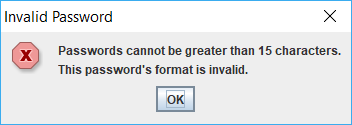 Invalid Password
Passwords cannot be greater than 15 characters.
This password's format is invalid.
OK